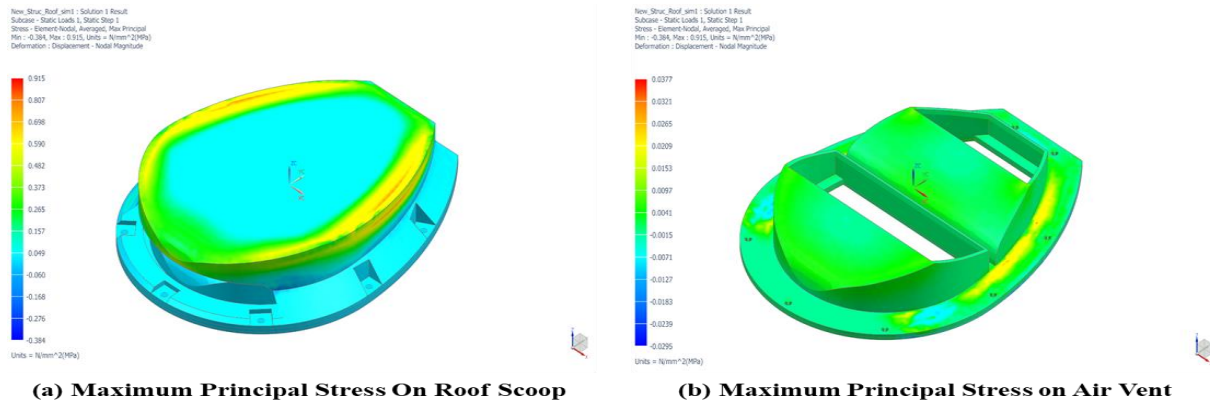 New_Struc_Roof_sim1 : Solution 1 Result
Subcase - Static Loads 1, Static Step 1
Stress - Element-Nodal, Averaged, Max Principal
Min : -0.384, Max : 0.915, Units = N/mm^2(MPa)
Deformation : Displacement - Nodal Magnitude
0.915
0.807
0.698
0.590
0.482
0.373
0.265
0.157
0.049
-0.060
-0.168
-0.276
-0.384
Units = N/mm^2(MPa)
(a) Maximum Principal Stress On Roof Scoop
New_Struc_Roof_sim1 : Solution 1 Result
Subcase - Static Loads 1, Static Step 1
Stress - Element-Nodal, Averaged, Max Principal
Min : -0.384, Max : 0.915, Units = N/mm^2(MPa)
Deformation : Displacement - Nodal Magnitude
0.0377
0.0321
0.0265
0.0209
0.0153
0.0097
0.0041
-0.0015
-0.0071
-0.0127
-0.0183
-0.0239
-0.0295
Units = N/mm^2(MPa)
(b) Maximum Principal Stress on Air Vent